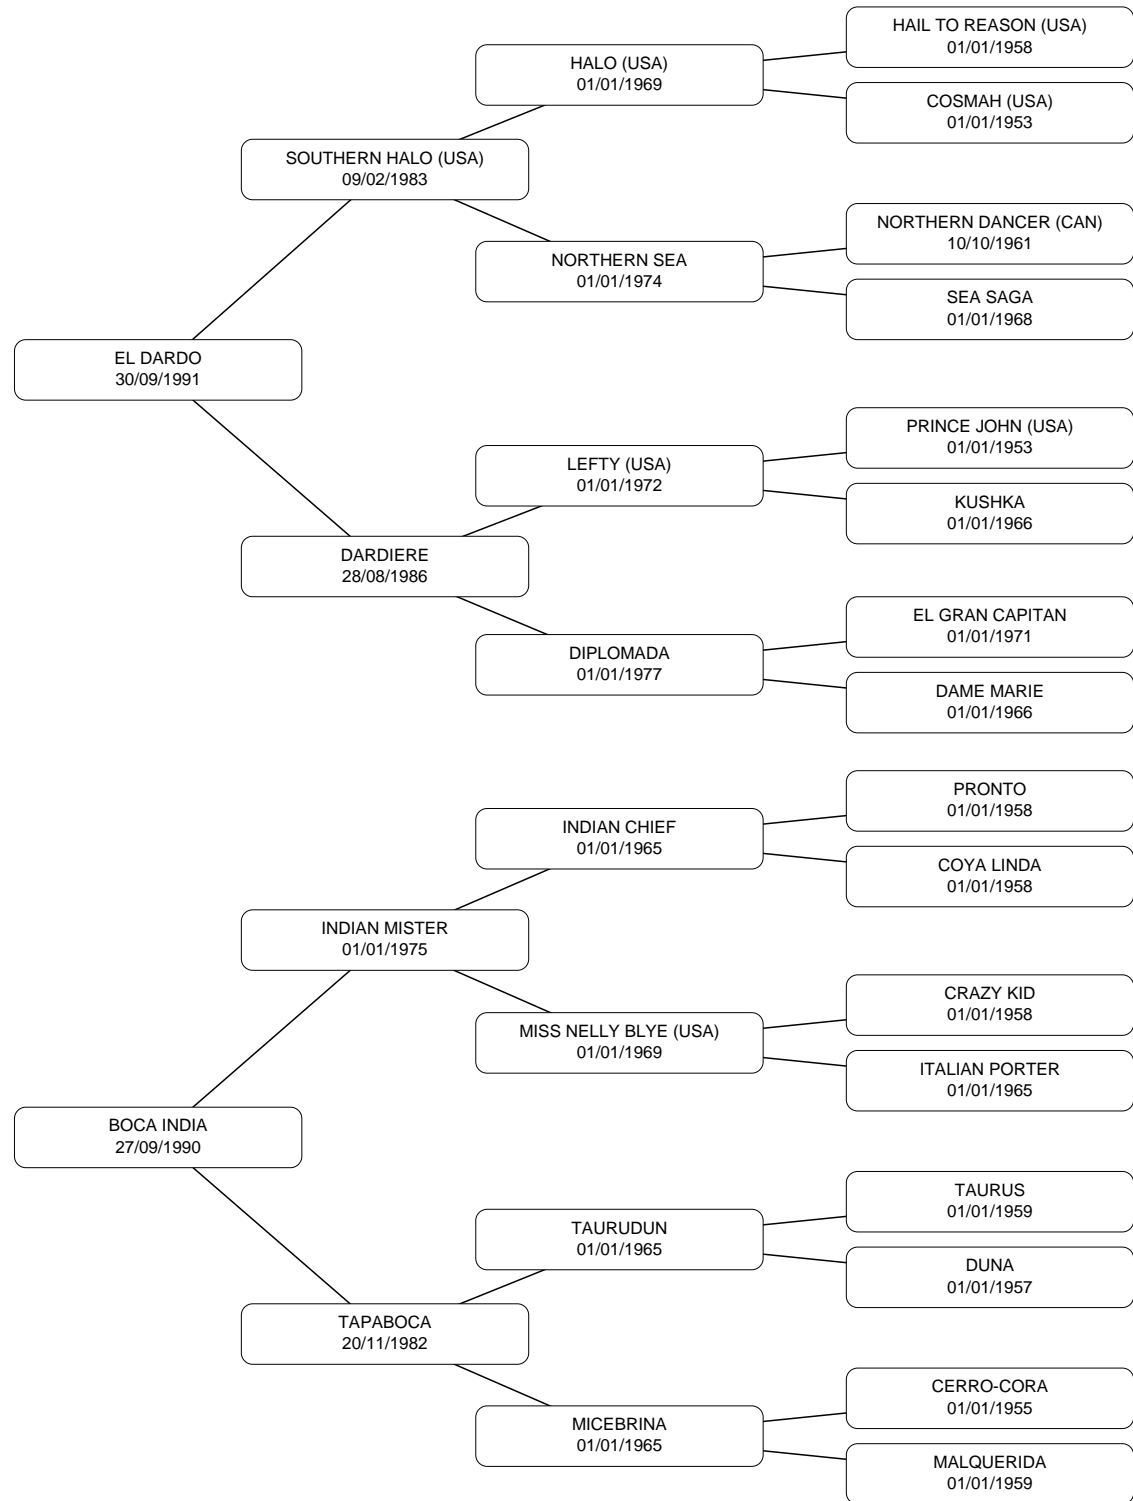 HAIL TO REASON (USA)
01/01/1958
HALO (USA)
01/01/1969
COSMAH (USA)
01/01/1953
SOUTHERN HALO (USA)
09/02/1983
NORTHERN DANCER (CAN)
10/10/1961
NORTHERN SEA
01/01/1974
SEA SAGA
01/01/1968
EL DARDO
30/09/1991
PRINCE JOHN (USA)
01/01/1953
LEFTY (USA)
01/01/1972
KUSHKA
01/01/1966
DARDIERE
28/08/1986
EL GRAN CAPITAN
01/01/1971
DIPLOMADA
01/01/1977
DAME MARIE
01/01/1966
PRONTO
01/01/1958
INDIAN CHIEF
01/01/1965
COYA LINDA
01/01/1958
INDIAN MISTER
01/01/1975
CRAZY KID
01/01/1958
MISS NELLY BLYE (USA)
01/01/1969
ITALIAN PORTER
01/01/1965
BOCA INDIA
27/09/1990
TAURUS
01/01/1959
TAURUDUN
01/01/1965
DUNA
01/01/1957
TAPABOCA
20/11/1982
CERRO-CORA
01/01/1955
MICEBRINA
01/01/1965
MALQUERIDA
01/01/1959